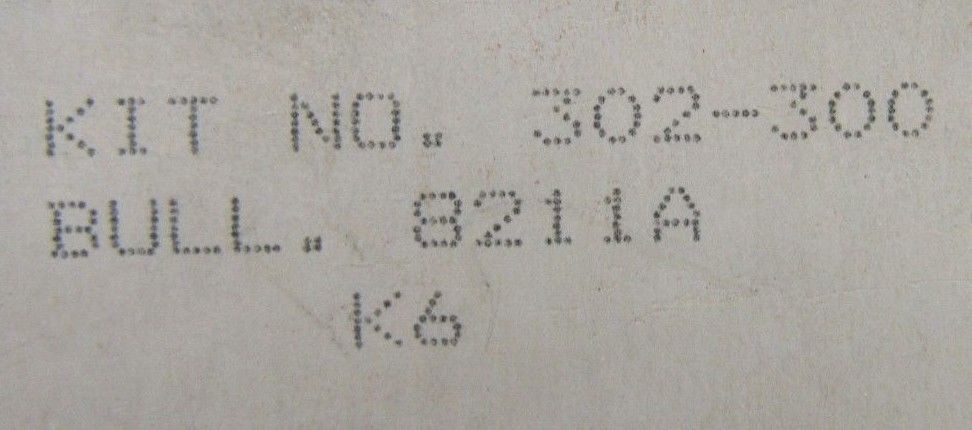 KIT NO. 302-300
BULL. 8211A
K6